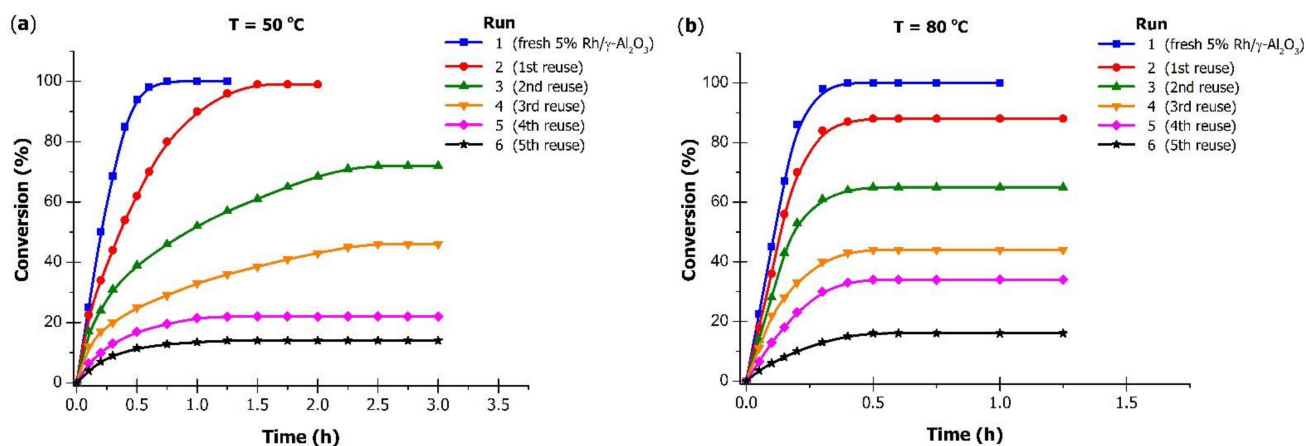 (a)
T = 50 °C
Run
1 (fresh 5% Rh/γ-Al₂O₃)
2 (1st reuse)
3 (2nd reuse)
4 (3rd reuse)
5 (4th reuse)
6 (5th reuse)
Conversion (%)
100
80
60
40
20
0
0.0 0.5 1.0 1.5 2.0 2.5 3.0 3.5
Time (h)
(b)
T = 80 °C
Run
1 (fresh 5% Rh/γ-Al₂O₃)
2 (1st reuse)
3 (2nd reuse)
4 (3rd reuse)
5 (4th reuse)
6 (5th reuse)
Conversion (%)
100
80
60
40
20
0
0.0 0.5 1.0 1.5
Time (h)